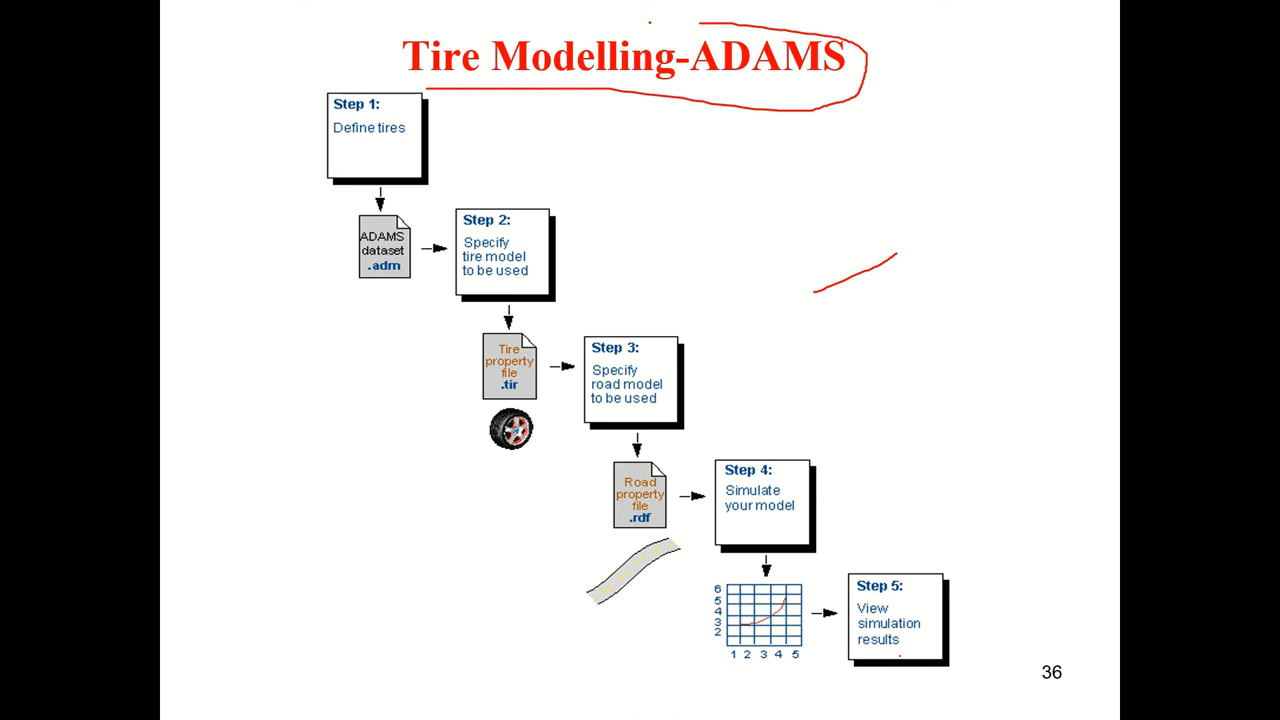 Tire Modelling-ADAMS
Step 1:
Define tires
ADAMS
dataset
.adm
Step 2:
Specify
tire model
to be used
Tire
property
file
.tir
Step 3:
Specify
road model
to be used
Road
property
file
.rdf
Step 4:
Simulate
your model
6
5
4
3
2
1 2 3 4 5
Step 5:
View
simulation
results
36